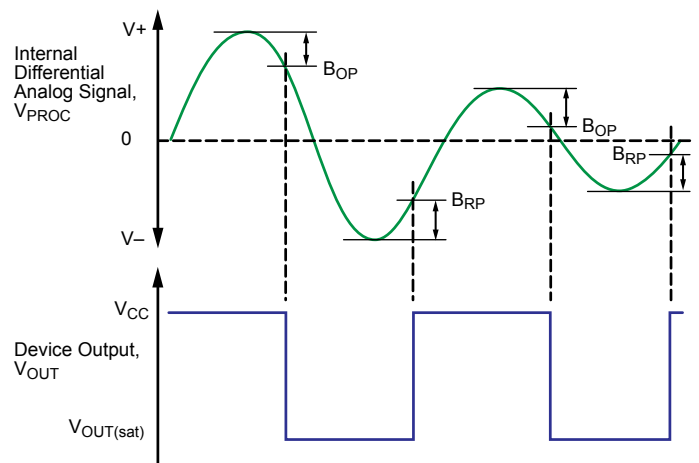 V+
Internal
Differential
Analog Signal,
VPROC
0
V–
BOP
BRP
BOP
BRP
VCC
Device Output,
VOUT
VOUT(sat)